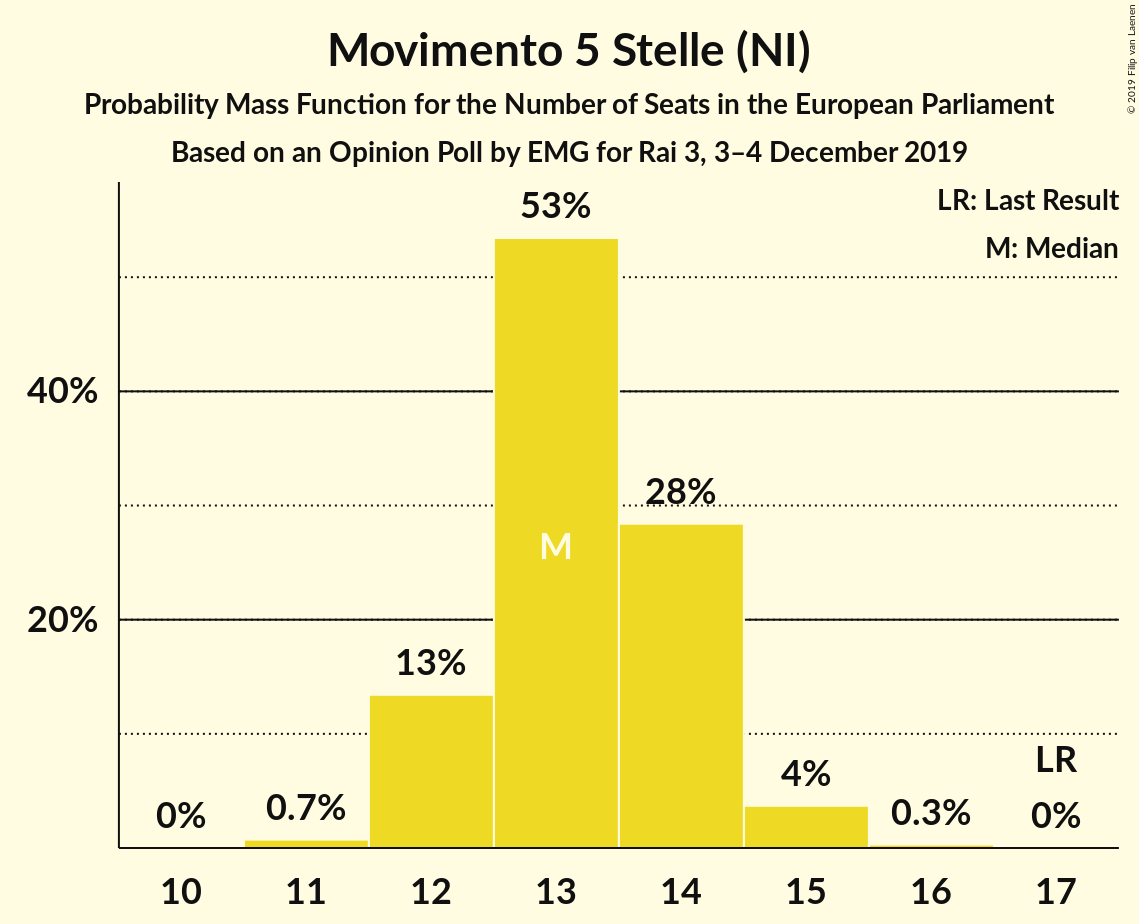 Movimento 5 Stelle (NI)
Probability Mass Function for the Number of Seats in the European Parliament
Based on an Opinion Poll by EMG for Rai 3, 3–4 December 2019
© 2019 Filip van Laenen
LR: Last Result
M: Median
53%
40%
28%
M
20%
13%
LR
4%
0%
0.7%
0.3%
0%
10 11 12 13 14 15 16 17